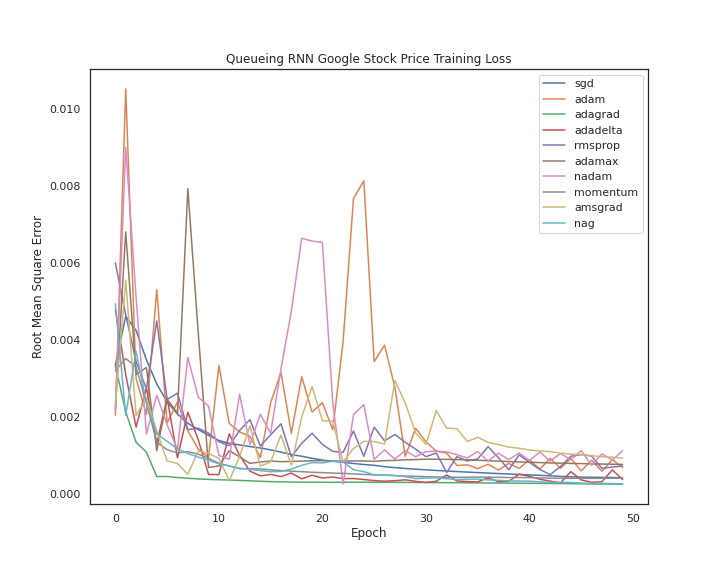 Queueing RNN Google Stock Price Training Loss
sgd
adam
adagrad
adadelta
rmsprop
adamax
nadam
momentum
amsgrad
nag
Root Mean Square Error
0.010
0.008
0.006
0.004
0.002
0.000
0 10 20 30 40 50
Epoch